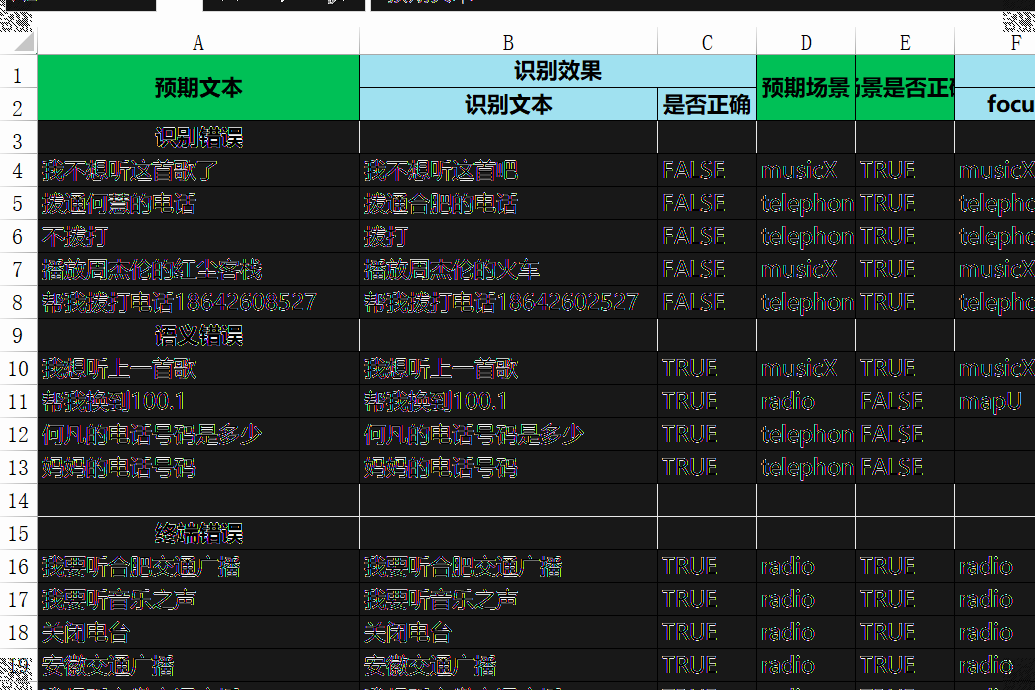 A B C D E F
1 预期文本 识别效果 预期场景 场景是否正确
2 识别文本 是否正确 focu
3 识别错误
4 我不想听这首歌了 我不想听这首吧 FALSE musicX TRUE musicX
5 拨通何慧的电话 拨通合肥的电话 FALSE telephon TRUE telepho
6 不拨打 拨打 FALSE telephon TRUE telepho
7 播放周杰伦的红尘客栈 播放周杰伦的火车 FALSE musicX TRUE musicX
8 帮我拨打电话18642608527 帮我拨打电话18642602527 FALSE telephon TRUE telepho
9 语义错误
10 我想听上一首歌 我想听上一首歌 TRUE musicX TRUE musicX
11 帮我换到100.1 帮我换到100.1 TRUE radio FALSE mapU
12 何凡的电话号码是多少 何凡的电话号码是多少 TRUE telephon FALSE
13 妈妈的电话号码 妈妈的电话号码 TRUE telephon FALSE
14
15 终端错误
16 我要听合肥交通广播 我要听合肥交通广播 TRUE radio TRUE radio
17 我要听音乐之声 我要听音乐之声 TRUE radio TRUE radio
18 关闭电台 关闭电台 TRUE radio TRUE radio
19 安徽交通广播 安徽交通广播 TRUE radio TRUE radio